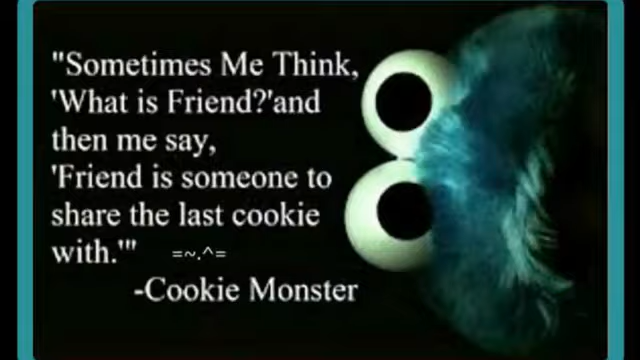 "Sometimes Me Think,
'What is Friend?'and
then me say,
'Friend is someone to
share the last cookie
with.'" =~.^=
-Cookie Monster